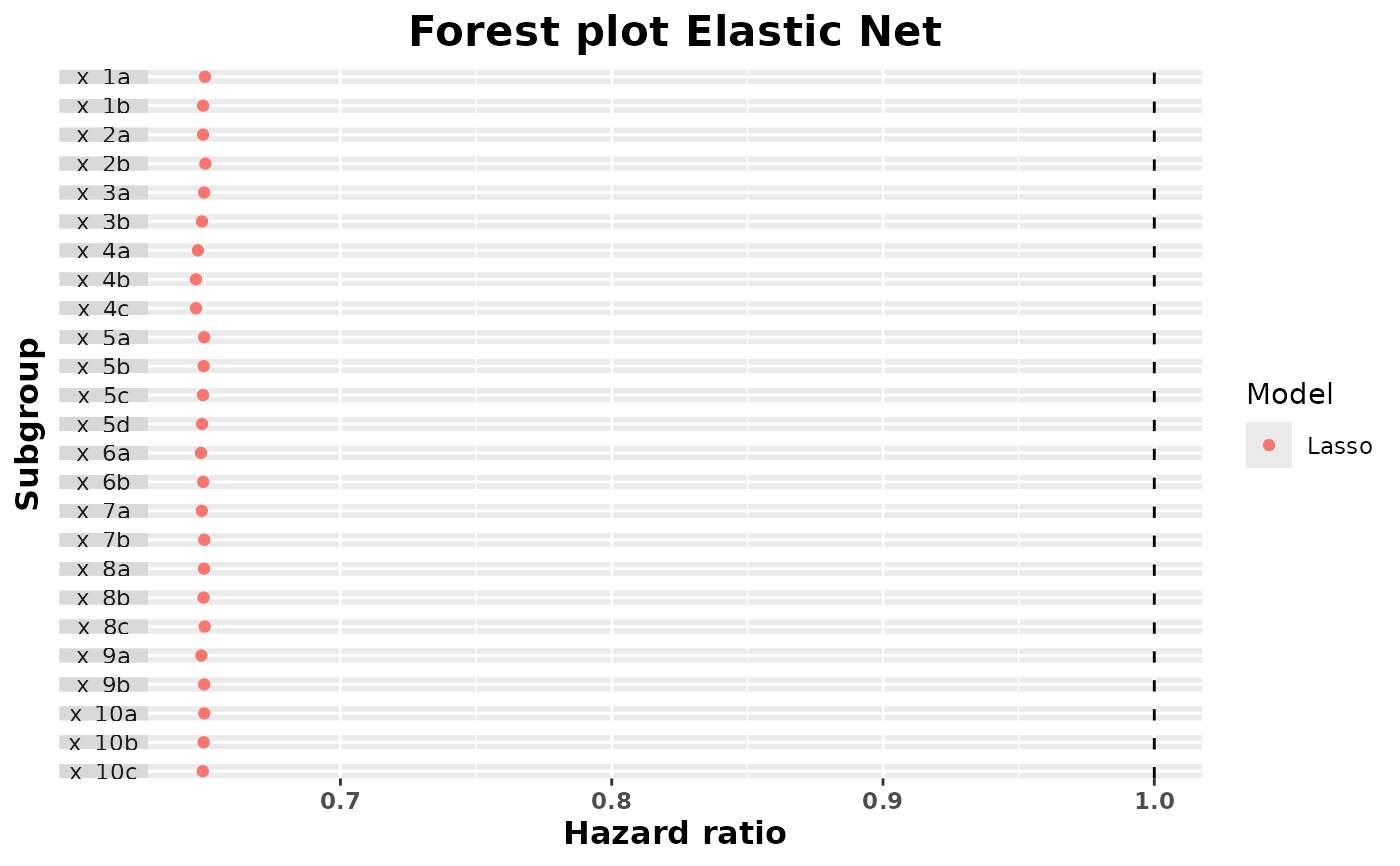 Forest plot Elastic Net
x 1a
x 1b
x 2a
x 2b
x 3a
x 3b
x 4a
x 4b
x 4c
x 5a
x 5b
x 5c
x 5d
x 6a
x 6b
x 7a
x 7b
x 8a
x 8b
x 8c
x 9a
x 9b
x 10a
x 10b
x 10c
Subgroup
0.7 0.8 0.9 1.0
Hazard ratio
Model
Lasso